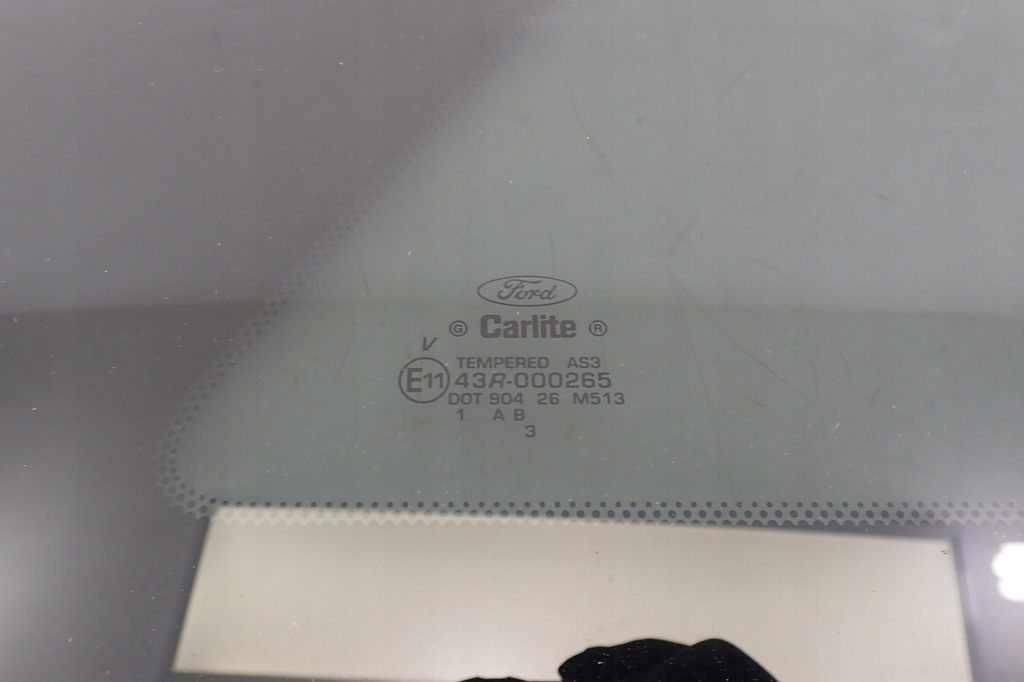 Ford
G Carlite ®
V
TEMPERED AS3
E11 43R-000265
DOT 904 26 M513
1 A B
3